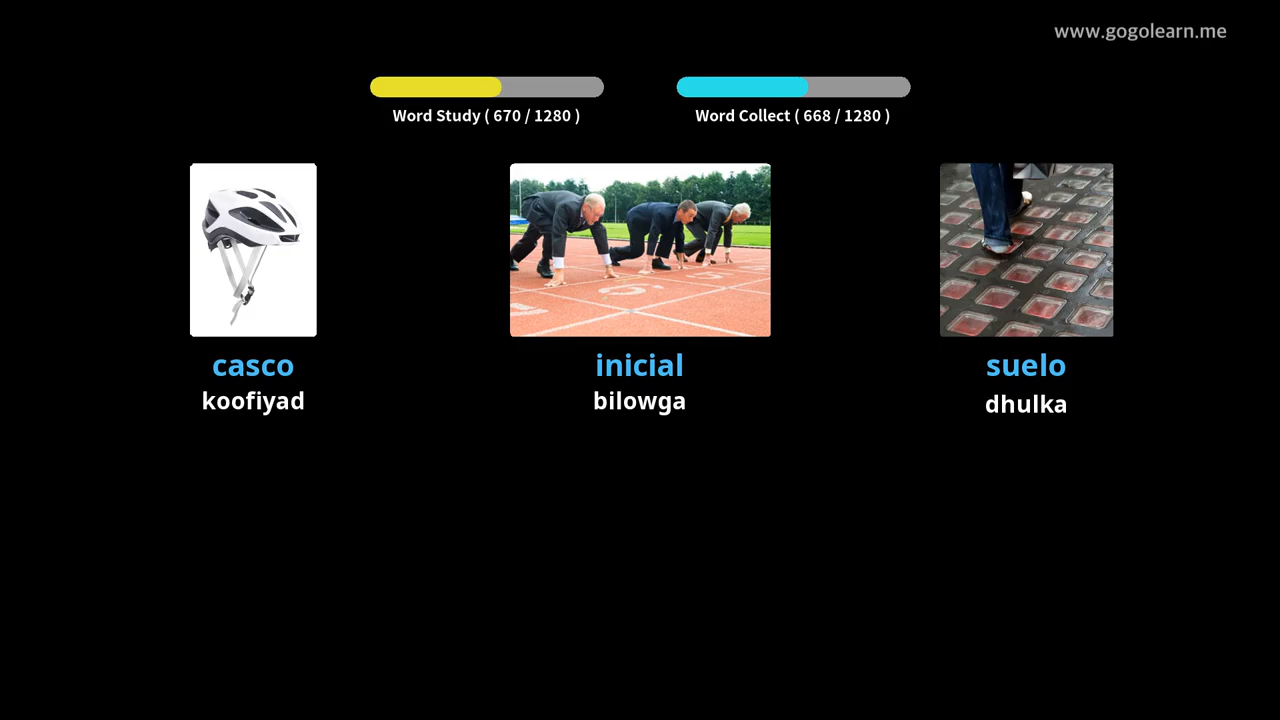 www.gogolearn.me
Word Study ( 670 / 1280 )
Word Collect ( 668 / 1280 )
casco
koofiyad
inicial
bilowga
suelo
dhulka